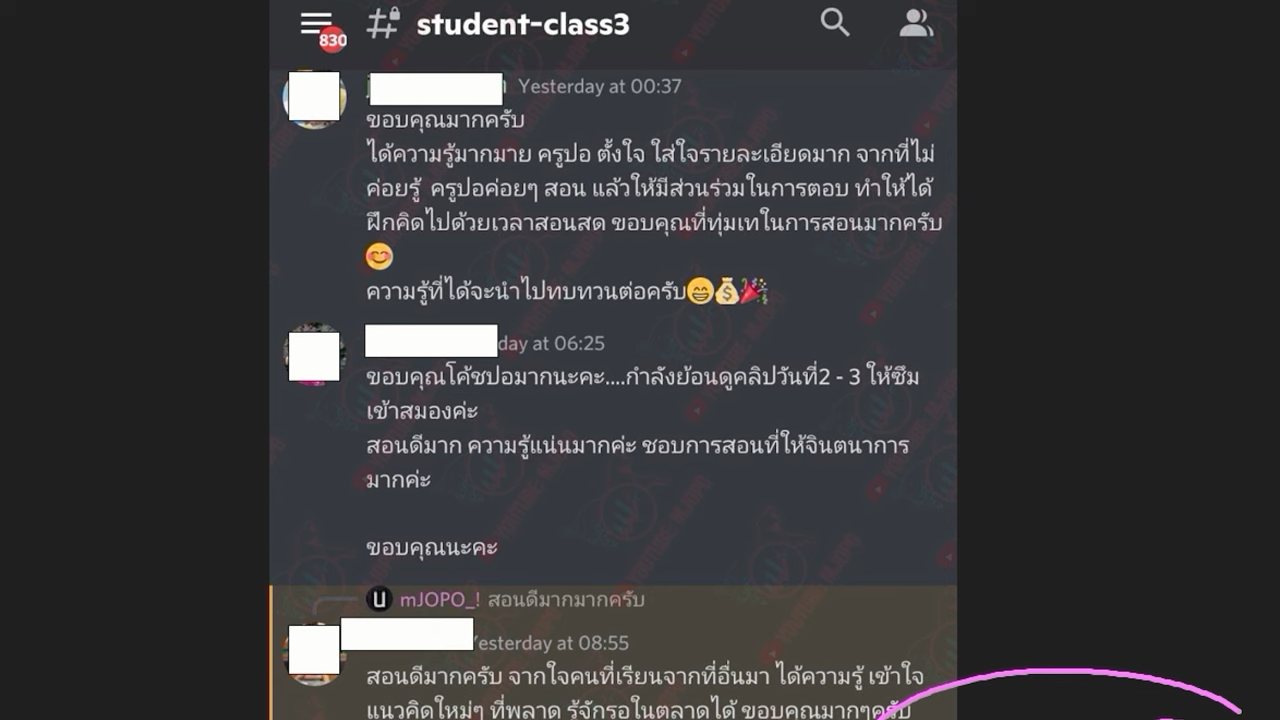 student-class3
830
Yesterday at 00:37
ขอบคุณมากครับ
ได้ความรู้มากมาย ครูปอ ตั้งใจ ใส่ใจรายละเอียดมาก จากที่ไม่
ค่อยรู้ ครูปอค่อยๆ สอน แล้วให้มีส่วนร่วมในการตอบ ทำให้ได้
ฝึกคิดไปด้วยเวลาสอนสด ขอบคุณที่ทุ่มเทในการสอนมากครับ
😊
ความรู้ที่ได้จะนำไปทบทวนต่อครับ😁💰🎉
day at 06:25
ขอบคุณโค้ชปอมากนะคะ....กำลังย้อนดูคลิปวันที่2 - 3 ให้ซึม
เข้าสมองค่ะ
สอนดีมาก ความรู้แน่นมากค่ะ ชอบการสอนที่ให้จินตนาการ
มากค่ะ
ขอบคุณนะคะ
mJOPO_! สอนดีมากมากครับ
esterday at 08:55
สอนดีมากครับ จากใจคนที่เรียนจากที่อื่นมา ได้ความรู้ เข้าใจ
แนวคิดใหม่ๆ ที่พลาด รู้จักรอในตลาดได้ ขอบคุณมากๆครับ